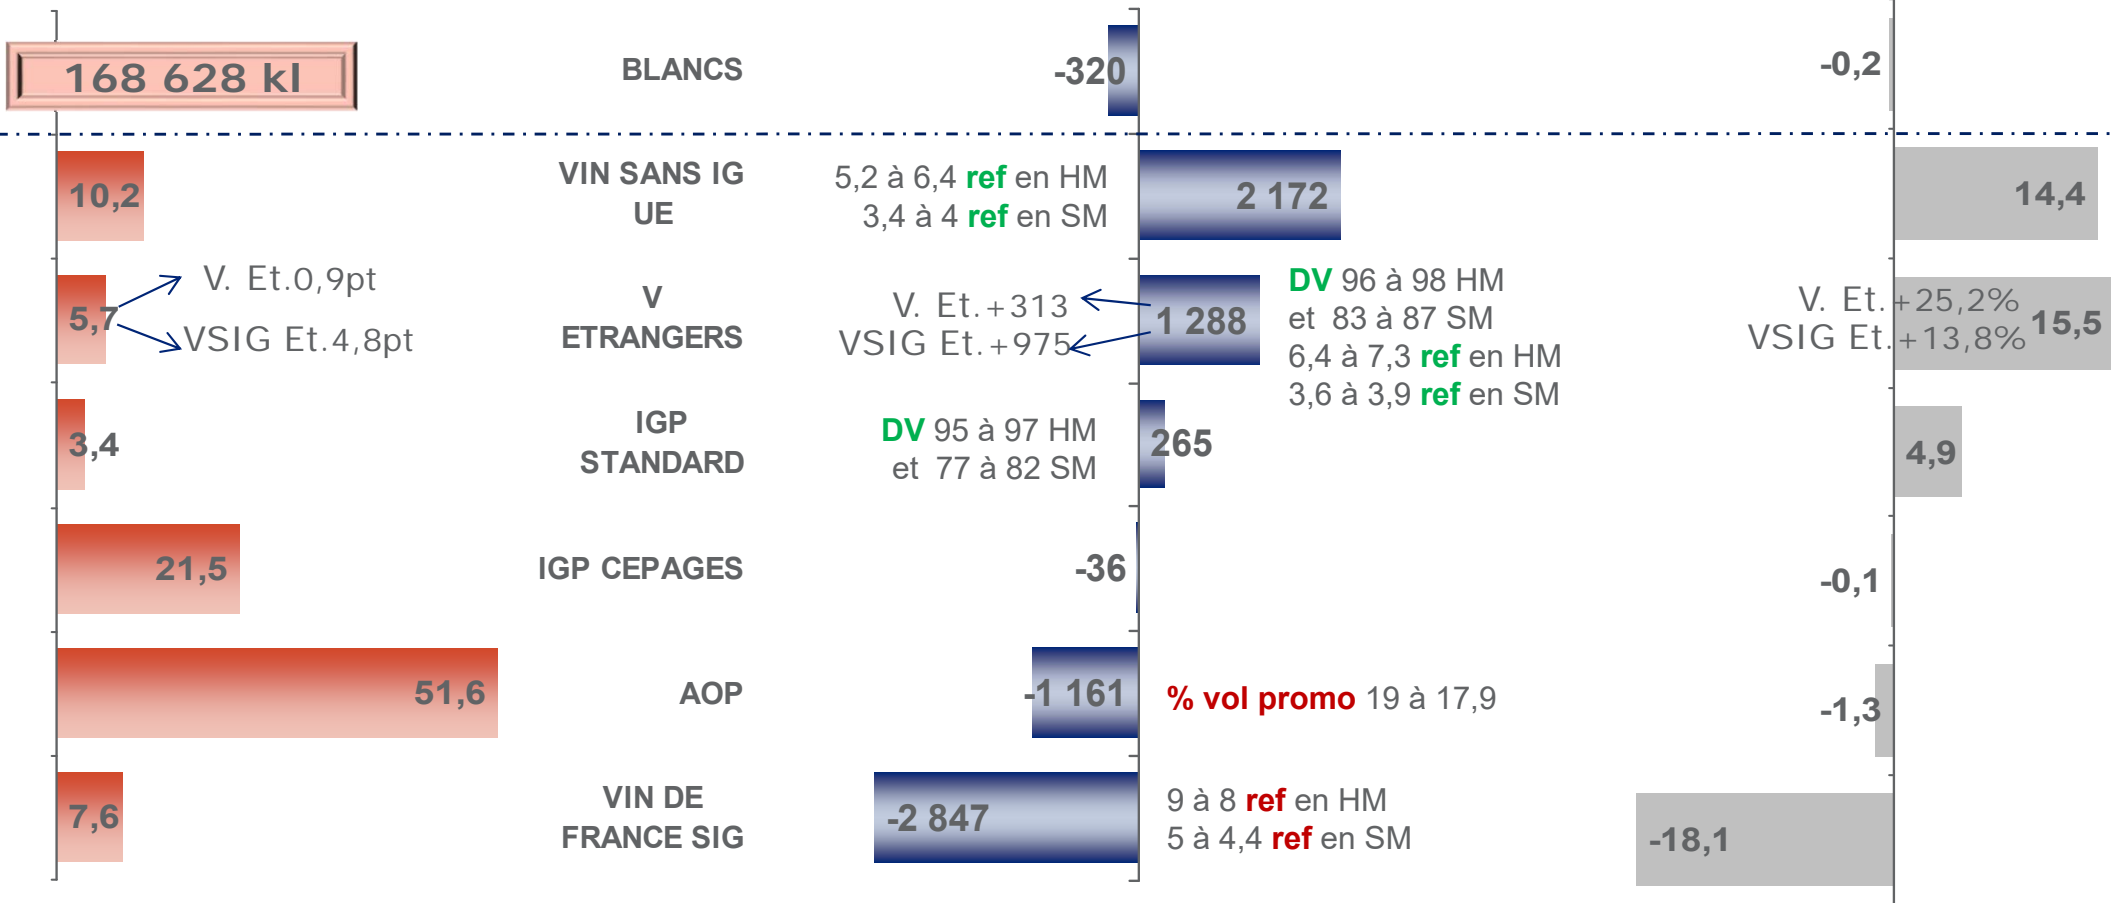 168 628 kl
BLANCS
-320
-0,2
10,2
VIN SANS IG
UE
5,2 à 6,4 ref en HM
3,4 à 4 ref en SM
2 172
14,4
5,7
V. Et.0,9pt
VSIG Et.4,8pt
V
ETRANGERS
V. Et.+313
VSIG Et.+975
1 288
DV 96 à 98 HM
et 83 à 87 SM
6,4 à 7,3 ref en HM
3,6 à 3,9 ref en SM
V. Et.+25,2%
VSIG Et.+13,8%
15,5
3,4
IGP
STANDARD
DV 95 à 97 HM
et 77 à 82 SM
265
4,9
21,5
IGP CEPAGES
-36
-0,1
51,6
AOP
-1 161
% vol promo 19 à 17,9
-1,3
7,6
VIN DE
FRANCE SIG
-2 847
9 à 8 ref en HM
5 à 4,4 ref en SM
-18,1